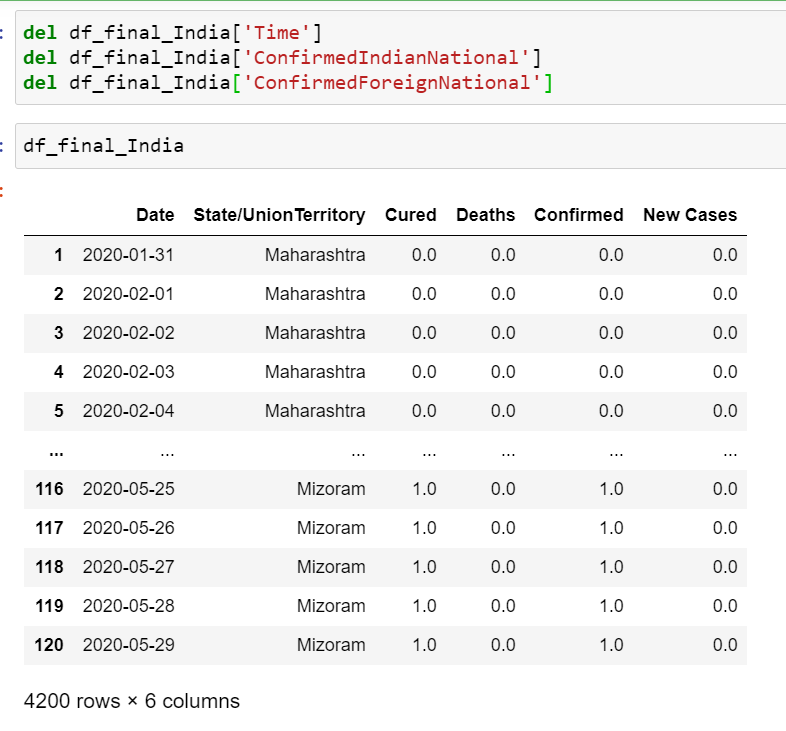 del df_final_India['Time']
del df_final_India['ConfirmedIndianNational']
del df_final_India['ConfirmedForeignNational']
df_final_India
Date State/UnionTerritory Cured Deaths Confirmed New Cases
1 2020-01-31 Maharashtra 0.0 0.0 0.0 0.0
2 2020-02-01 Maharashtra 0.0 0.0 0.0 0.0
3 2020-02-02 Maharashtra 0.0 0.0 0.0 0.0
4 2020-02-03 Maharashtra 0.0 0.0 0.0 0.0
5 2020-02-04 Maharashtra 0.0 0.0 0.0 0.0
... ... ... ... ... ... ...
116 2020-05-25 Mizoram 1.0 0.0 1.0 0.0
117 2020-05-26 Mizoram 1.0 0.0 1.0 0.0
118 2020-05-27 Mizoram 1.0 0.0 1.0 0.0
119 2020-05-28 Mizoram 1.0 0.0 1.0 0.0
120 2020-05-29 Mizoram 1.0 0.0 1.0 0.0
4200 rows × 6 columns